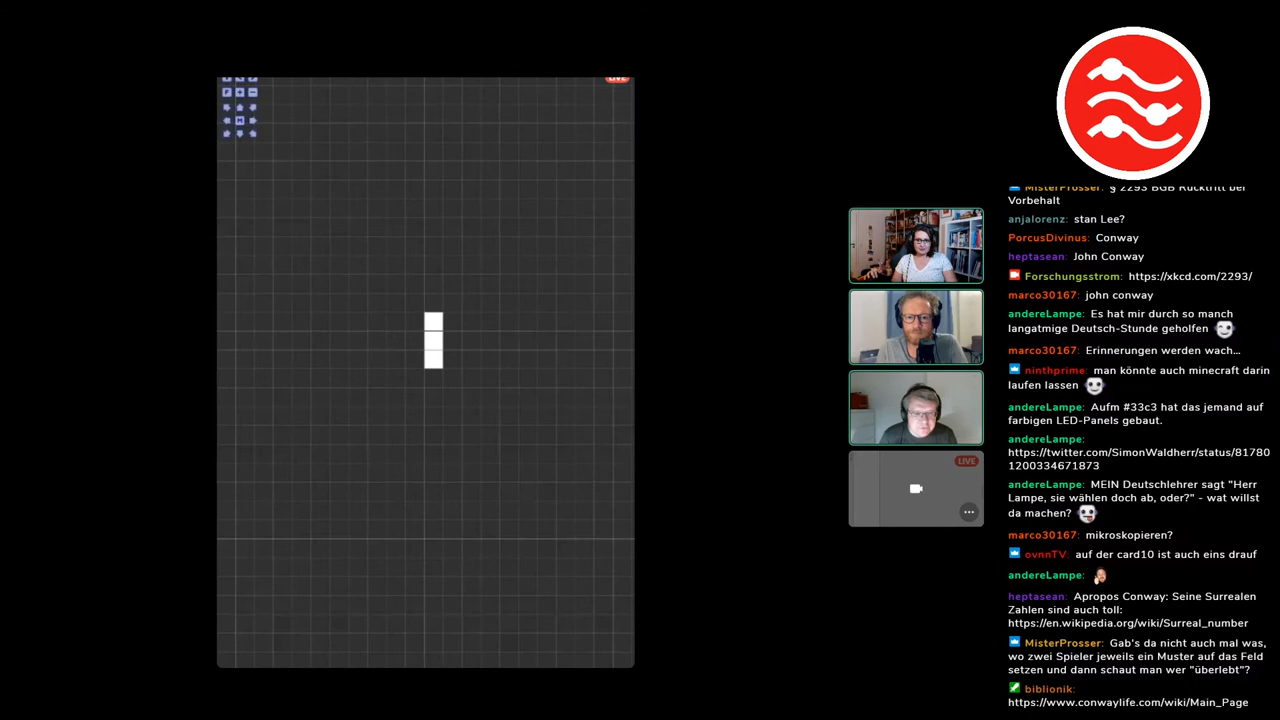 LIVE
F + −
M
MisterProsser: § 2293 BGB Rücktritt bei
Vorbehalt
anjalorenz: stan Lee?
PorcusDivinus: Conway
heptasean: John Conway
Forschungsstrom: https://xkcd.com/2293/
marco30167: john conway
andereLampe: Es hat mir durch so manch
langatmige Deutsch-Stunde geholfen
marco30167: Erinnerungen werden wach...
ninthprime: man könnte auch minecraft darin
laufen lassen
andereLampe: Aufm #33c3 hat das jemand auf
farbigen LED-Panels gebaut.
andereLampe:
https://twitter.com/SimonWaldherr/status/81780
1200334671873
andereLampe: MEIN Deutschlehrer sagt "Herr
Lampe, sie wählen doch ab, oder?" - wat willst
da machen?
LIVE
marco30167: mikroskopieren?
ovnnTV: auf der card10 ist auch eins drauf
andereLampe:
heptasean: Apropos Conway: Seine Surrealen
Zahlen sind auch toll:
https://en.wikipedia.org/wiki/Surreal_number
MisterProsser: Gab's da nicht auch mal was,
wo zwei Spieler jeweils ein Muster auf das Feld
setzen und dann schaut man wer "überlebt"?
biblionik:
https://www.conwaylife.com/wiki/Main_Page